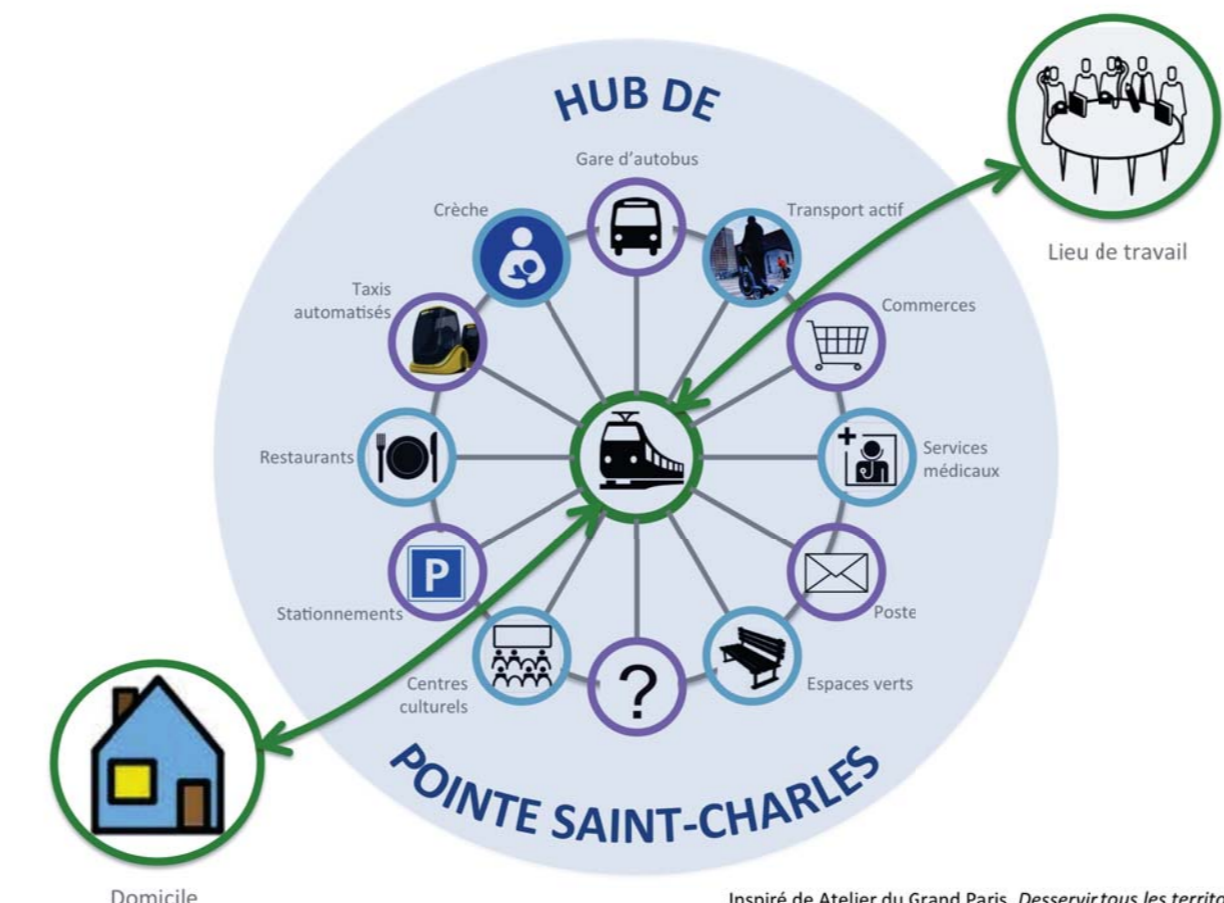 HUB DE
Gare d'autobus
Crèche
Transport actif
Lieu de travail
Taxis
automatisés
Commerces
Restaurants
Services
médicaux
P
Stationnements
Poste
?
Centres
culturels
Espaces verts
POINTE SAINT-CHARLES
Domicile
Inspiré de Atelier du Grand Paris, Desservir tous les